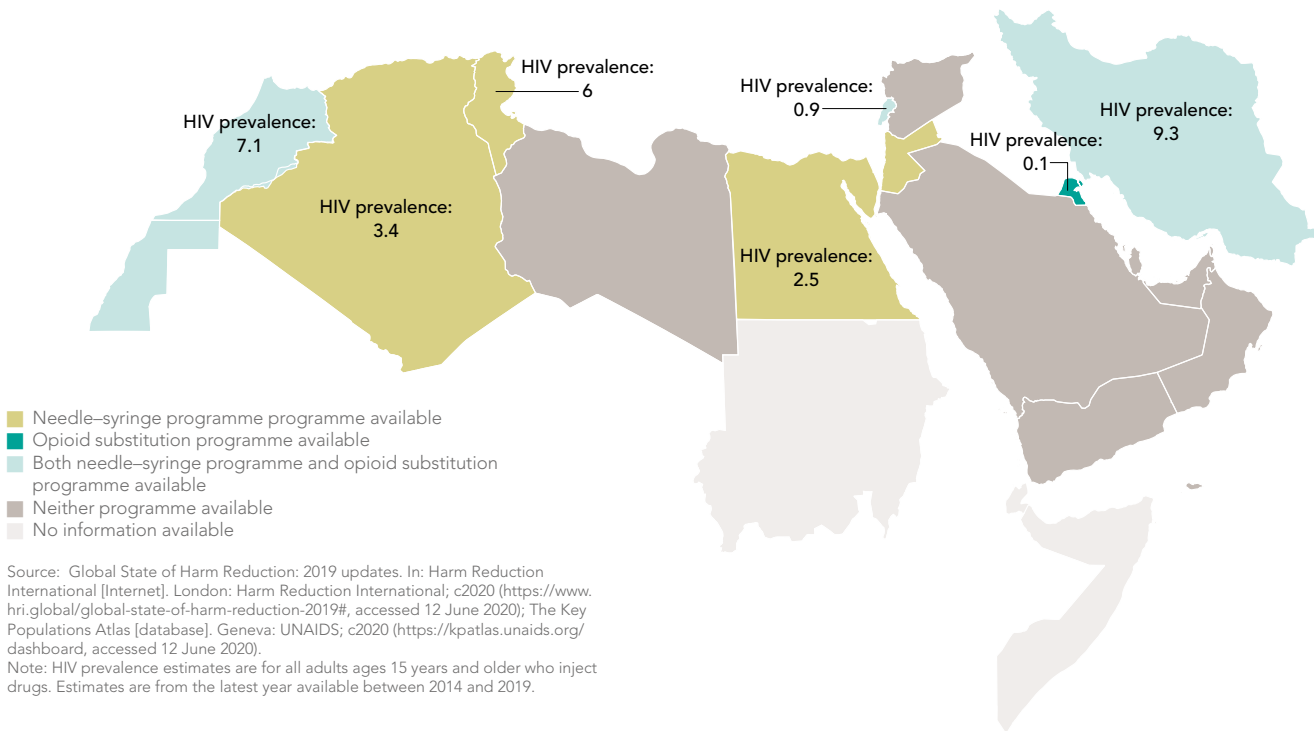 HIV prevalence:
6
HIV prevalence:
0.9
HIV prevalence:
9.3
HIV prevalence:
7.1
HIV prevalence:
0.1
HIV prevalence:
3.4
HIV prevalence:
2.5
Needle–syringe programme programme available
Opioid substitution programme available
Both needle–syringe programme and opioid substitution
programme available
Neither programme available
No information available
Source: Global State of Harm Reduction: 2019 updates. In: Harm Reduction
International [Internet]. London: Harm Reduction International; c2020 (https://www.
hri.global/global-state-of-harm-reduction-2019#, accessed 12 June 2020); The Key
Populations Atlas [database]. Geneva: UNAIDS; c2020 (https://kpatlas.unaids.org/
dashboard, accessed 12 June 2020).
Note: HIV prevalence estimates are for all adults ages 15 years and older who inject
drugs. Estimates are from the latest year available between 2014 and 2019.